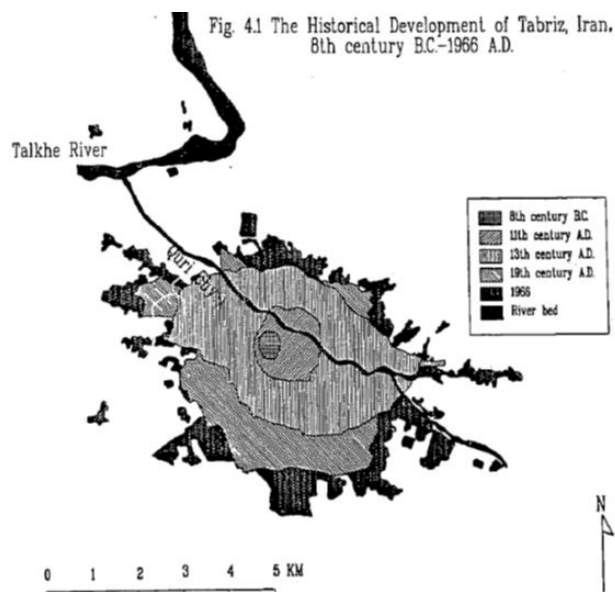 Fig. 4.1 The Historical Development of Tabriz, Iran.
8th century B.C.-1966 A.D.
Talkhe River
Quri
8th century B.C.
11th century A.D.
13th century A.D.
19th century A.D.
1966
River bed
N
0 1 2 3 4 5 KM